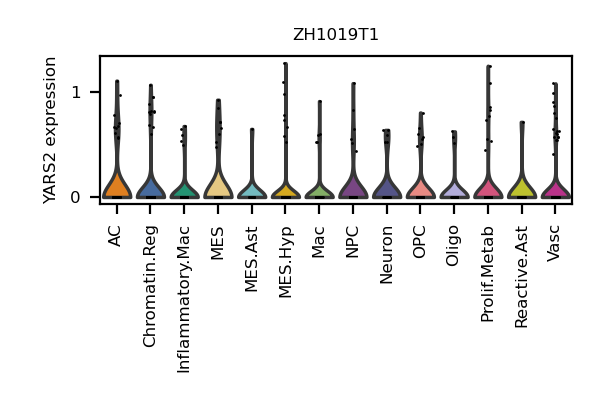 ZH1019T1
YARS2 expression
1
0
AC
Chromatin.Reg
Inflammatory.Mac
MES
MES.Ast
MES.Hyp
Mac
NPC
Neuron
OPC
Oligo
Prolif.Metab
Reactive.Ast
Vasc